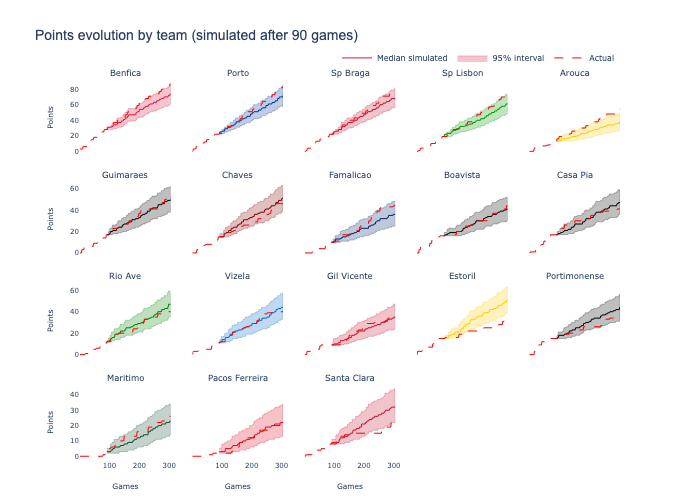 Points evolution by team (simulated after 90 games)
Median simulated 95% interval Actual
Benfica Porto Sp Braga Sp Lisbon Arouca
80
60
40
20
0
Points
Guimaraes Chaves Famalicao Boavista Casa Pia
60
40
20
0
Points
Rio Ave Vizela Gil Vicente Estoril Portimonense
60
40
20
0
Points
Maritimo Pacos Ferreira Santa Clara
40
30
20
10
0
Points
100 200 300 100 200 300 100 200 300
Games Games Games